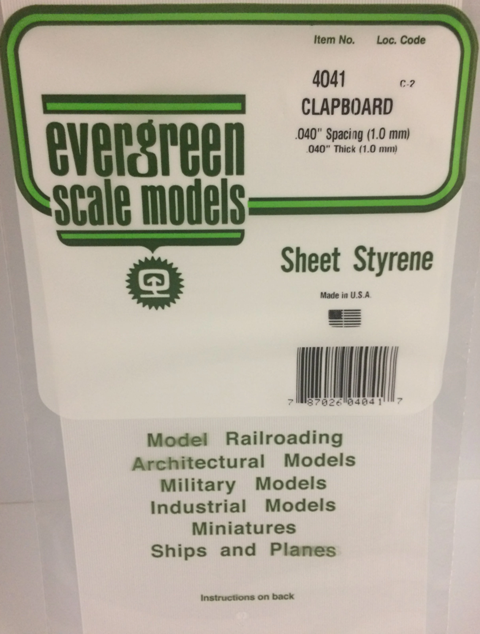 Item No. Loc. Code
4041 C-2
CLAPBOARD
.040" Spacing (1.0 mm)
.040" Thick (1.0 mm)
evergreen
scale models
Sheet Styrene
Made in U.S.A.
7 87026 04041 7
Model Railroading
Architectural Models
Military Models
Industrial Models
Miniatures
Ships and Planes
Instructions on back